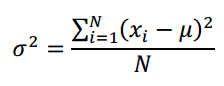 σ² = ∑ᵢ₌₁ᴺ(xᵢ − μ)² / N